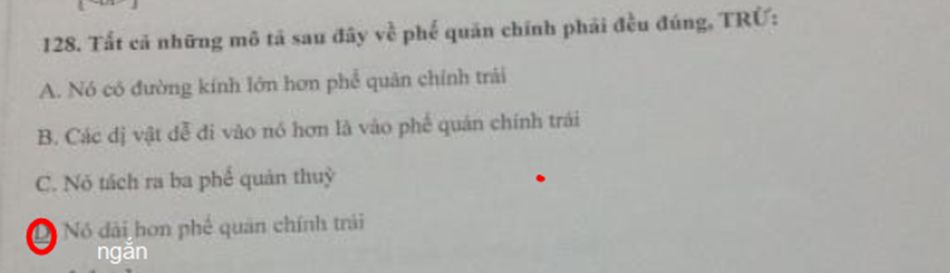 128. Tất cả những mô tả sau đây về phế quản chính phải đều đúng, TRỪ:
A. Nó có đường kính lớn hơn phế quản chính trái
B. Các dị vật dễ đi vào nó hơn là vào phế quản chính trái
C. Nó tách ra ba phế quản thuỳ
D. Nó dài hơn phế quản chính trái
ngắn